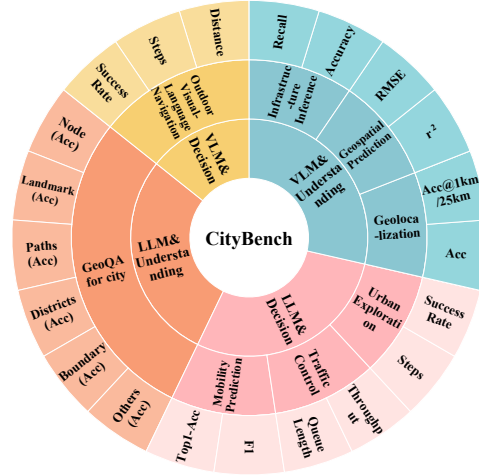 CityBench
VLM&
Understa
nding
Infrastruc
-ture
Inference
Recall
Accuracy
Geospatial
Prediction
RMSE
r²
Geoloca
-lization
Acc@1km
/25km
Acc
LLM&
Decision
Urban
Explorati
on
Success
Rate
Steps
Traffic
Control
Throughp
ut
Queue
Length
Mobility
Prediction
F1
Top1-Acc
LLM&
Understa
nding
GeoQA
for city
Others
(Acc)
Boundary
(Acc)
Districts
(Acc)
Paths
(Acc)
Landmark
(Acc)
Node
(Acc)
VLM&
Decision
Outdoor
Visual-
Language
Navigation
Success
Rate
Steps
Distance